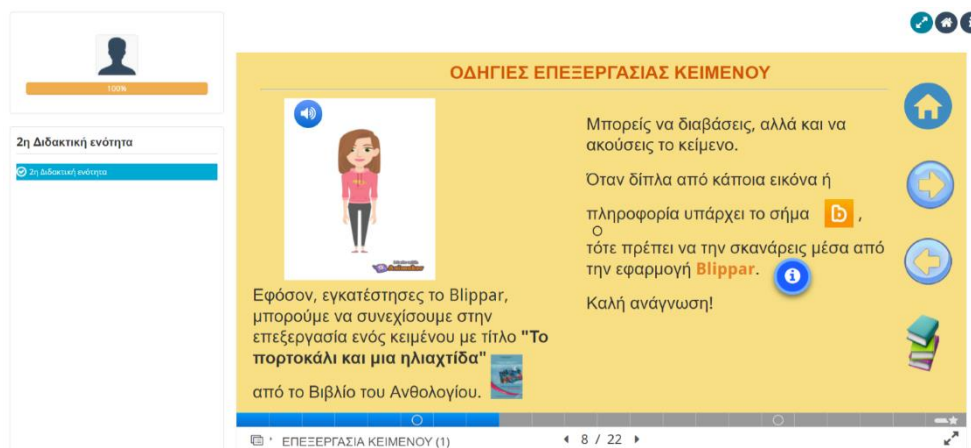 100%
2η Διδακτική ενότητα
2η Διδακτική ενότητα
ΟΔΗΓΙΕΣ ΕΠΕΞΕΡΓΑΣΙΑΣ ΚΕΙΜΕΝΟΥ
Εφόσον, εγκατέστησες το Blippar,
μπορούμε να συνεχίσουμε στην
επεξεργασία ενός κειμένου με τίτλο "Το
πορτοκάλι και μια ηλιαχτίδα"
από το Βιβλίο του Ανθολογίου.
Μπορείς να διαβάσεις, αλλά και να
ακούσεις το κείμενο.
Όταν δίπλα από κάποια εικόνα ή
πληροφορία υπάρχει το σήμα b ,
τότε πρέπει να την σκανάρεις μέσα από
την εφαρμογή Blippar.
Καλή ανάγνωση!
ΕΠΕΞΕΡΓΑΣΙΑ ΚΕΙΜΕΝΟΥ (1)
8 / 22